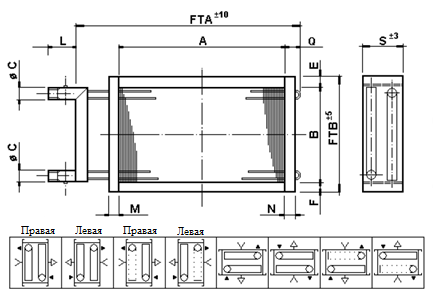 FTA±10
L A Q
S±3
ø C
E
B
FTB±5
ø C
F
M N
Правая Левая Правая Левая